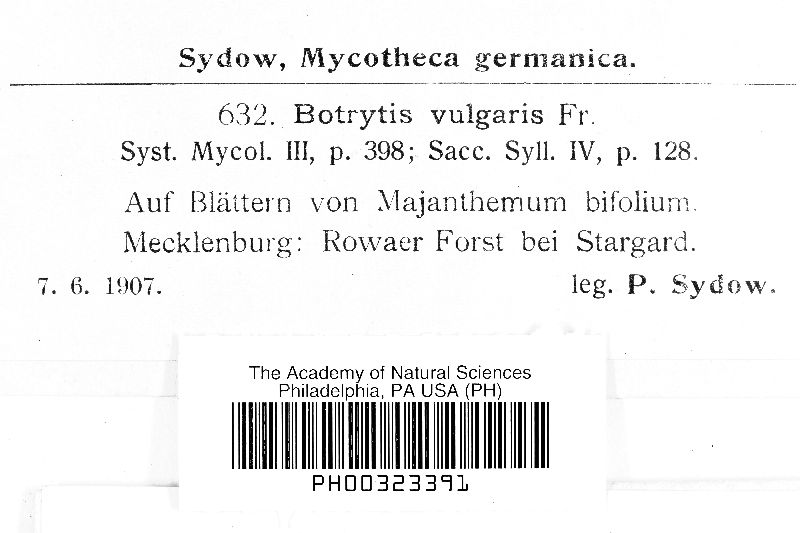 Sydow, Mycotheca germanica.
632. Botrytis vulgaris Fr.
Syst. Mycol. III, p. 398; Sacc. Syll. IV, p. 128.
Auf Blättern von Majanthemum bifolium.
Mecklenburg: Rowaer Forst bei Stargard.
7. 6. 1907. leg. P. Sydow.
The Academy of Natural Sciences
Philadelphia, PA USA (PH)
PH00323391